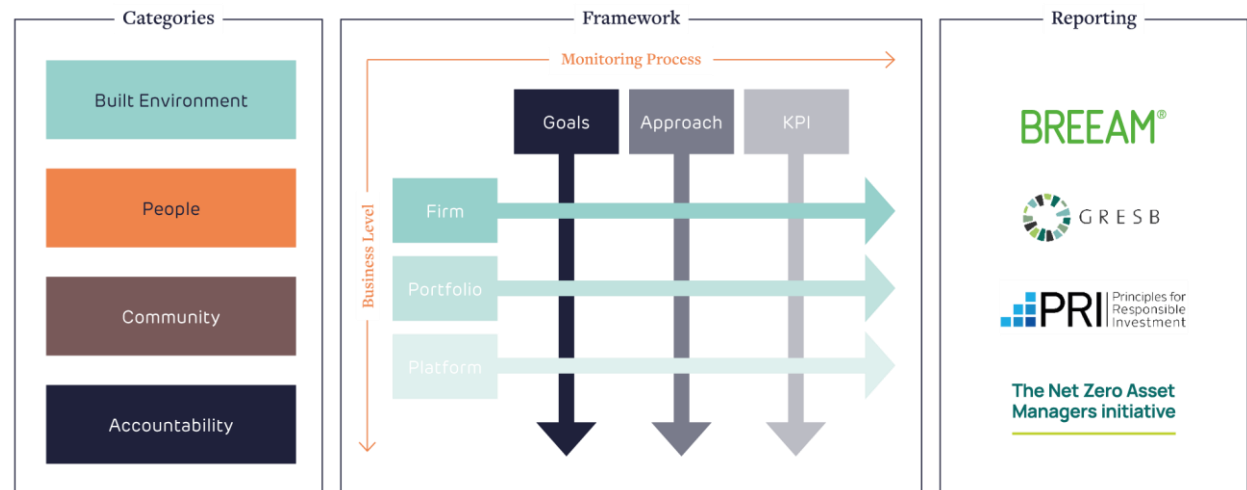 Categories
Built Environment
People
Community
Accountability
Framework
Monitoring Process
Business Level
Goals
Approach
KPI
Firm
Portfolio
Platform
Reporting
BREEAM®
GRESB
PRI
Principles for
Responsible
Investment
The Net Zero Asset
Managers initiative